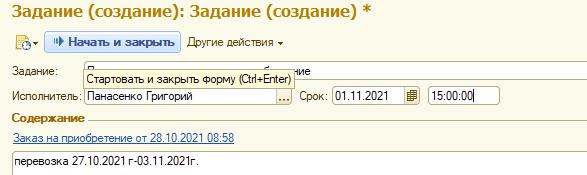 Задание (создание): Задание (создание) *
Начать и закрыть Другие действия
Задание:
Стартовать и закрыть форму (Ctrl+Enter)
Исполнитель: Панасенко Григорий ... Срок: 01.11.2021 15:00:00
Содержание
Заказ на приобретение от 28.10.2021 08:58
перевозка 27.10.2021 г-03.11.2021г.